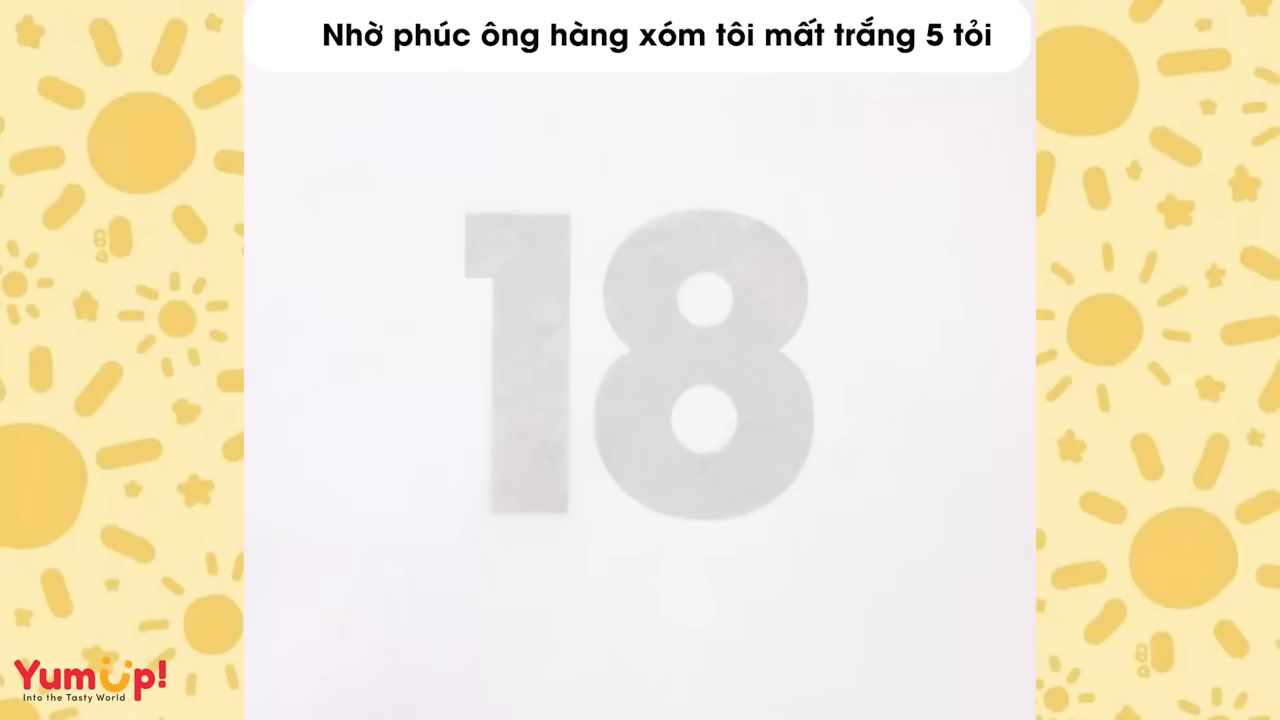 Nhờ phúc ông hàng xóm tôi mất trắng 5 tỏi
18
YumUp!
Into the Tasty World